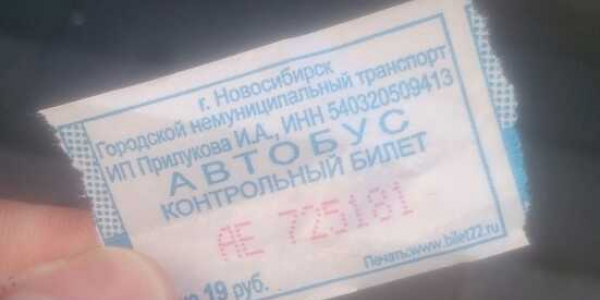 г. Новосибирск
Городской немуниципальный транспорт
ИП Прилукова И.А., ИНН 540320509413
АВТОБУС
КОНТРОЛЬНЫЙ БИЛЕТ
АЕ 725181
Печать: www.bilet22.ru
19 руб.